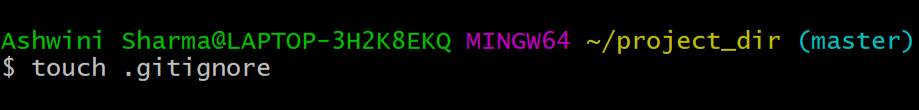 Ashwini Sharma@LAPTOP-3H2K8EKQ MINGW64 ~/project_dir (master)
$ touch .gitignore